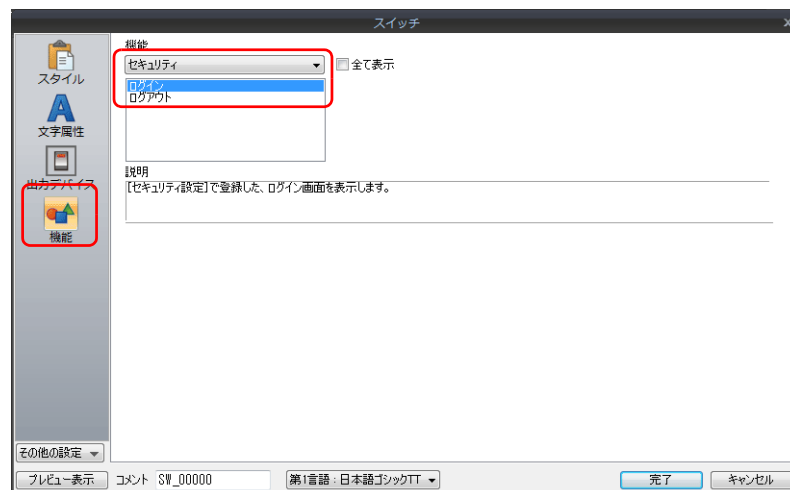 スイッチ
スタイル
文字属性
出力デバイス
機能
機能
セキュリティ
全て表示
ログイン
ログアウト
説明
[セキュリティ設定]で登録した、ログイン画面を表示します。
その他の設定
プレビュー表示
コメント
SW_00000
第1言語：日本語ゴシックTT
完了
キャンセル